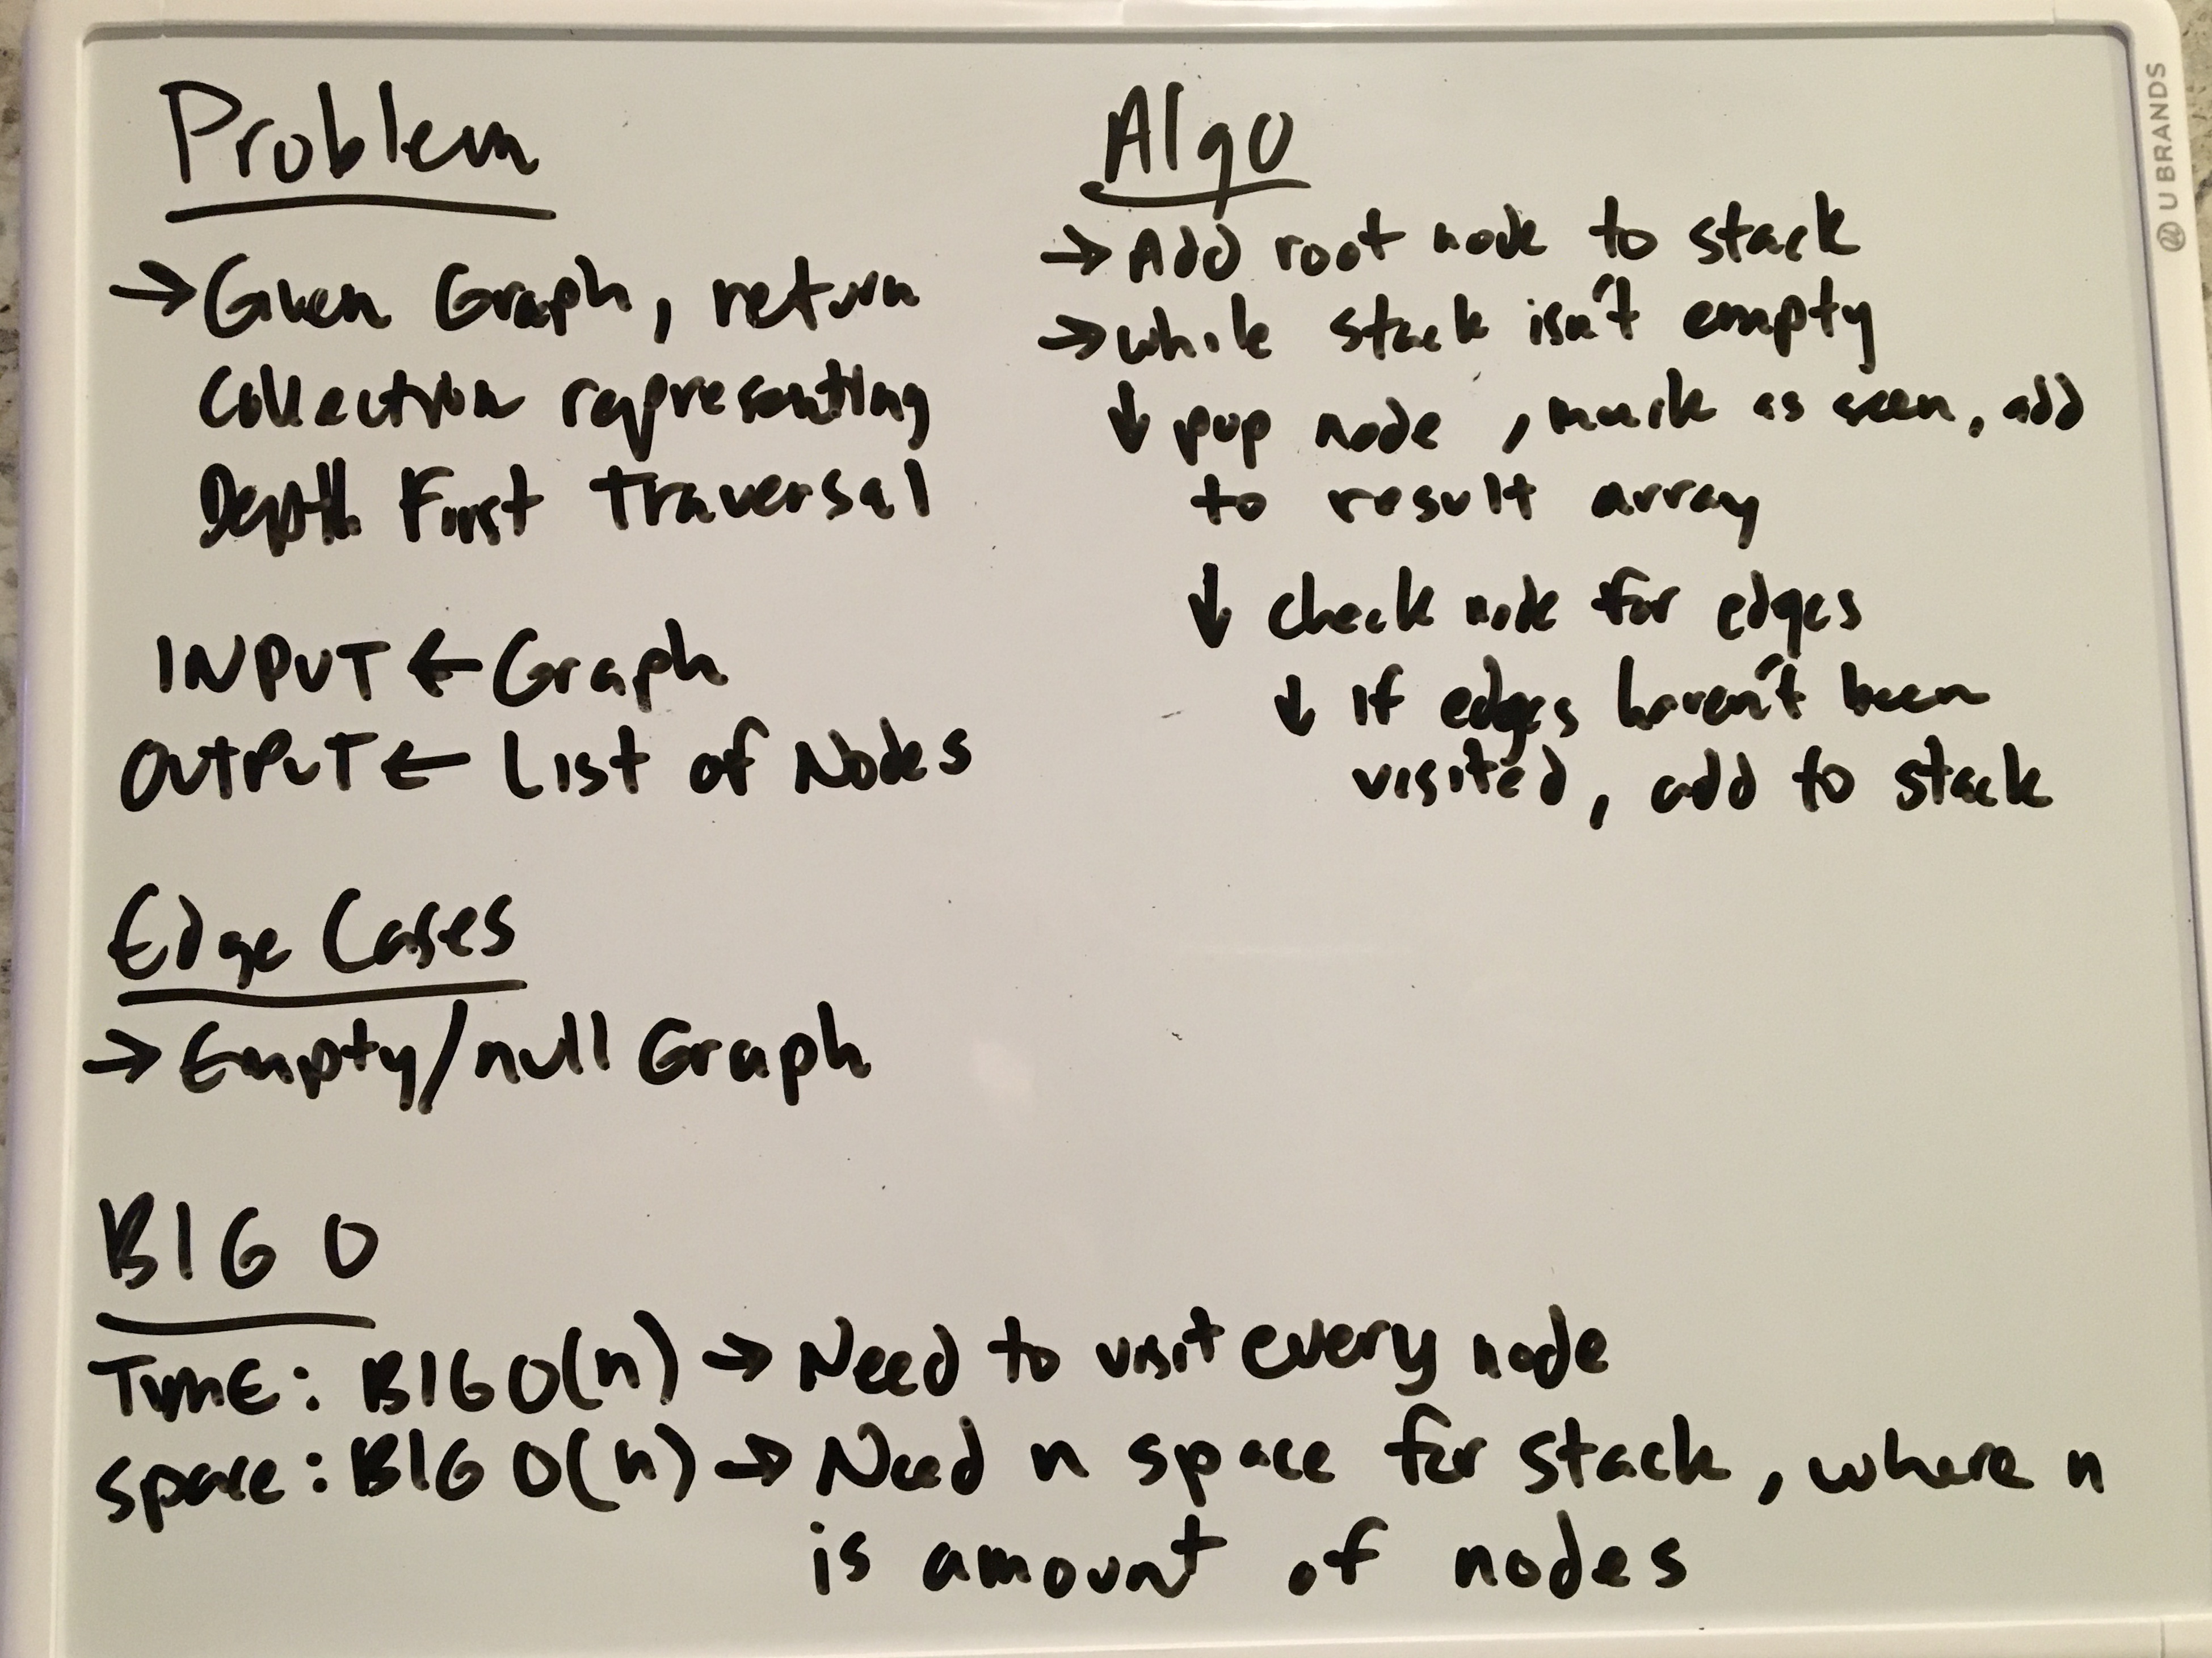 Problem
→ Given Graph, return
Collection representing
Depth First Traversal
INPUT ← Graph
OUTPUT ← List of Nodes
Edge Cases
→ Empty/null Graph
Algo
→ Add root node to stack
→ while stack isn't empty
↓ pop node, mark as seen, add
to result array
↓ check node for edges
↓ if edges haven't been
visited, add to stack
BIG O
TIME: BIG O(n) → Need to visit every node
Space: BIG O(n) → Need n space for stack, where n
is amount of nodes
U BRANDS